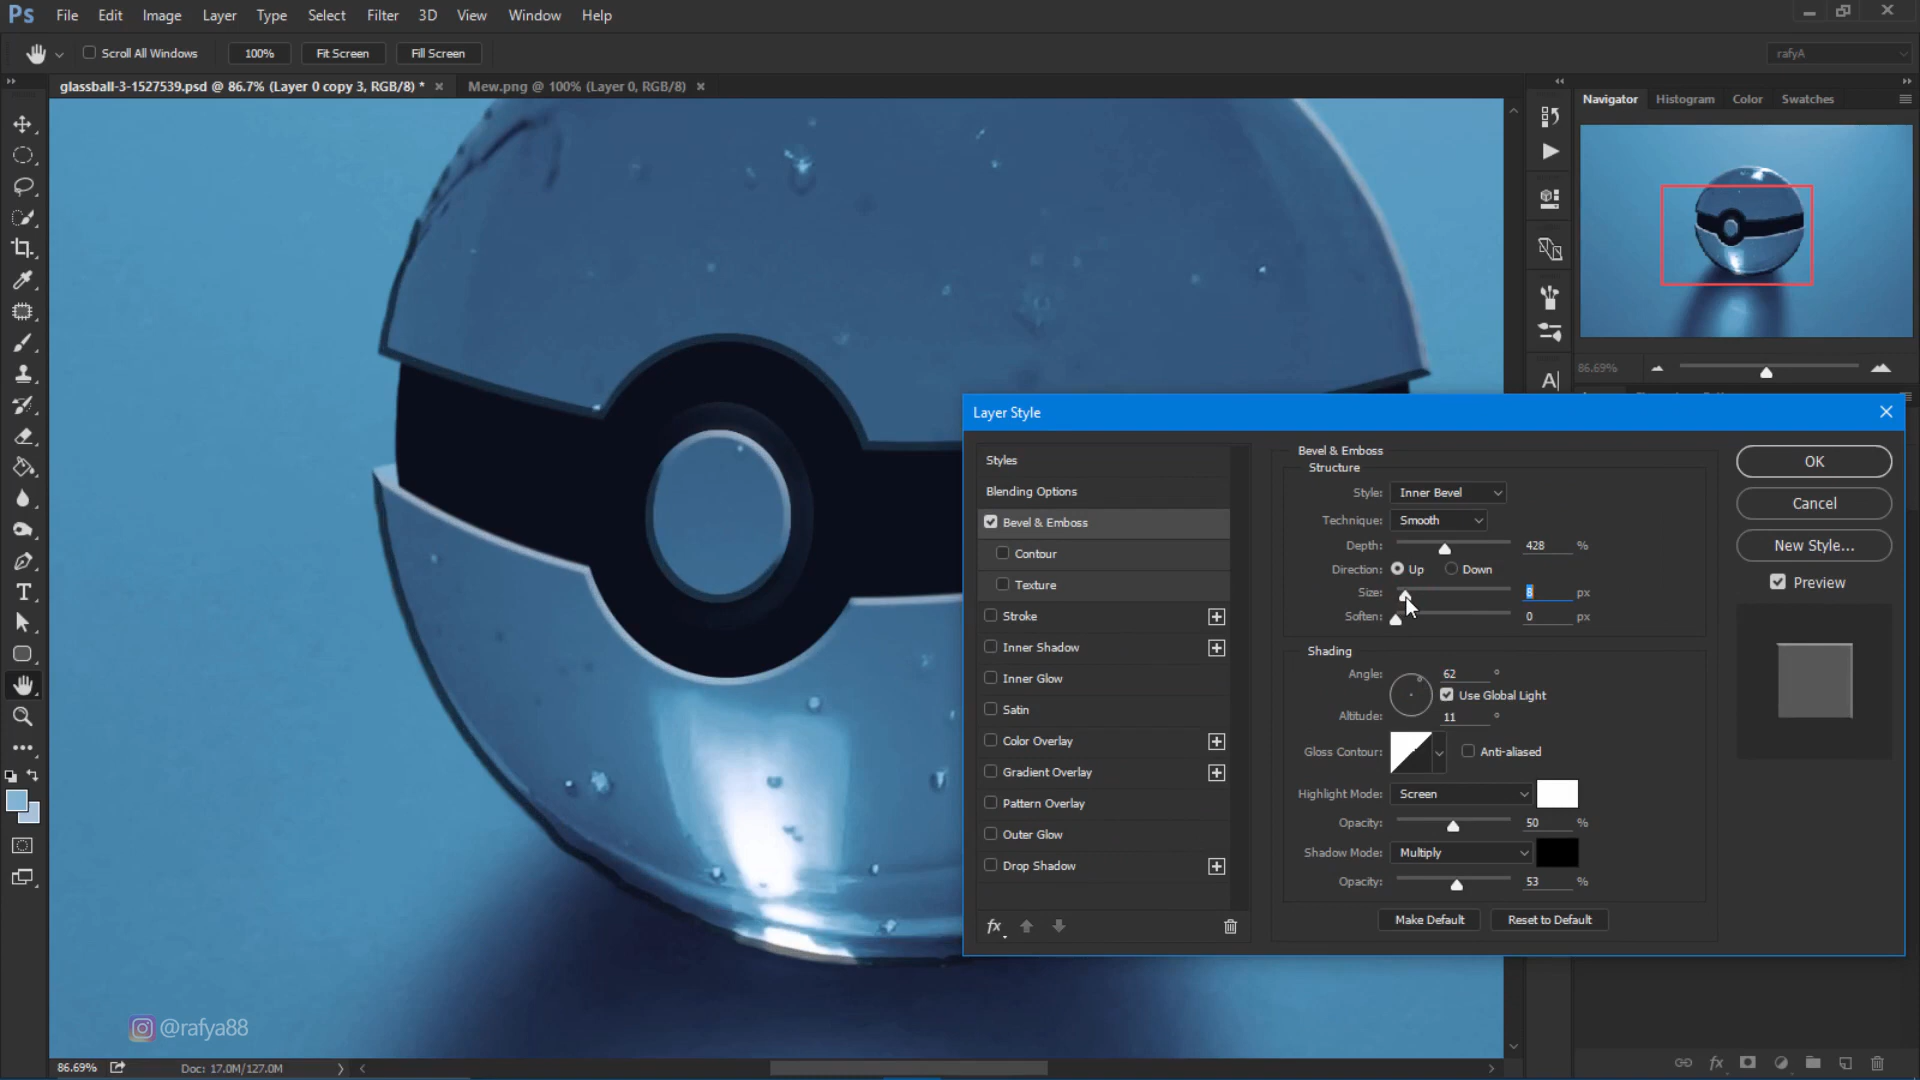 Ps File Edit Image Layer Type Select Filter 3D View Window Help
Scroll All Windows 100% Fit Screen Fill Screen rafyA
glassball-3-1527539.psd @ 86.7% (Layer 0 copy 3, RGB/8) * Mew.png @ 100% (Layer 0, RGB/8)
Navigator Histogram Color Swatches
86.69%
Layer Style
Styles
Blending Options
Bevel & Emboss
Contour
Texture
Stroke
Inner Shadow
Inner Glow
Satin
Color Overlay
Gradient Overlay
Pattern Overlay
Outer Glow
Drop Shadow
fx
Bevel & Emboss
Structure
Style: Inner Bevel
Technique: Smooth
Depth: 428 %
Direction: Up Down
Size: 8 px
Soften: 0 px
Shading
Angle: 62 °
Use Global Light
Altitude: 11 °
Gloss Contour: Anti-aliased
Highlight Mode: Screen
Opacity: 50 %
Shadow Mode: Multiply
Opacity: 53 %
Make Default Reset to Default
OK
Cancel
New Style...
Preview
@rafya88
86.69% Doc: 17.0M/127.0M
fx